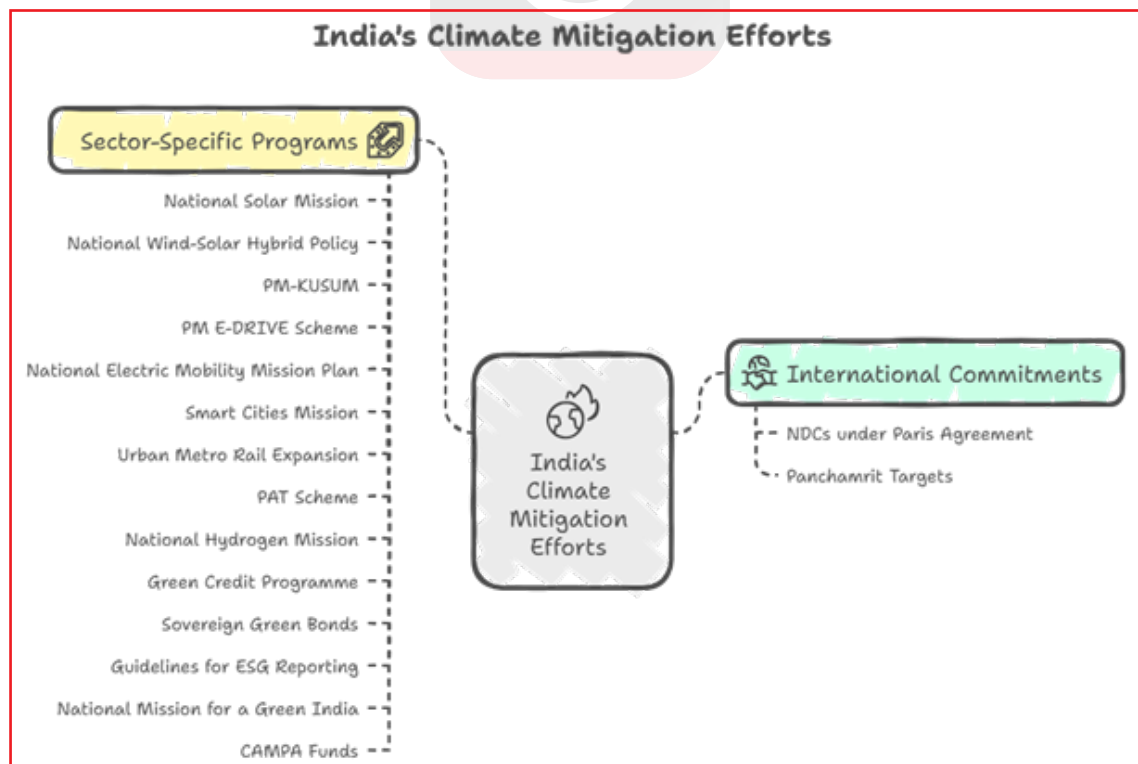 India's Climate Mitigation Efforts
Sector-Specific Programs
National Solar Mission
National Wind-Solar Hybrid Policy
PM-KUSUM
PM E-DRIVE Scheme
National Electric Mobility Mission Plan
Smart Cities Mission
Urban Metro Rail Expansion
PAT Scheme
National Hydrogen Mission
Green Credit Programme
Sovereign Green Bonds
Guidelines for ESG Reporting
National Mission for a Green India
CAMPA Funds
India's
Climate
Mitigation
Efforts
International Commitments
NDCs under Paris Agreement
Panchamrit Targets